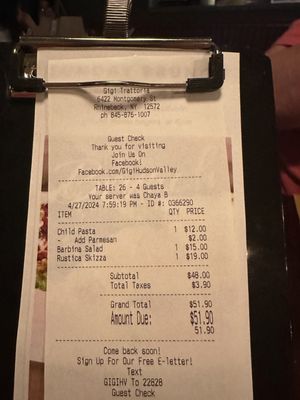 Gigi Trattoria
6422 Montgomery St
Rhinebeck, NY 12572
ph 845-876-1007
Guest Check
Thank you for visiting
Join Us On
Facebook!
Facebook.com/GigiHudsonValley
TABLE: 26 - 4 Guests
Your server was Chaya B
4/27/2024 7:59:19 PM - ID #: 0366290
ITEM QTY PRICE
Child Pasta 1 $12.00
- Add Parmesan $2.00
Barbina Salad 1 $15.00
Rustica Skizza 1 $19.00
Subtotal $48.00
Total Taxes $3.90
Grand Total $51.90
Amount Due: $51.90
51.90
Come back soon!
Sign Up For Our Free E-letter!
Text
GIGIHV To 22828
Guest Check